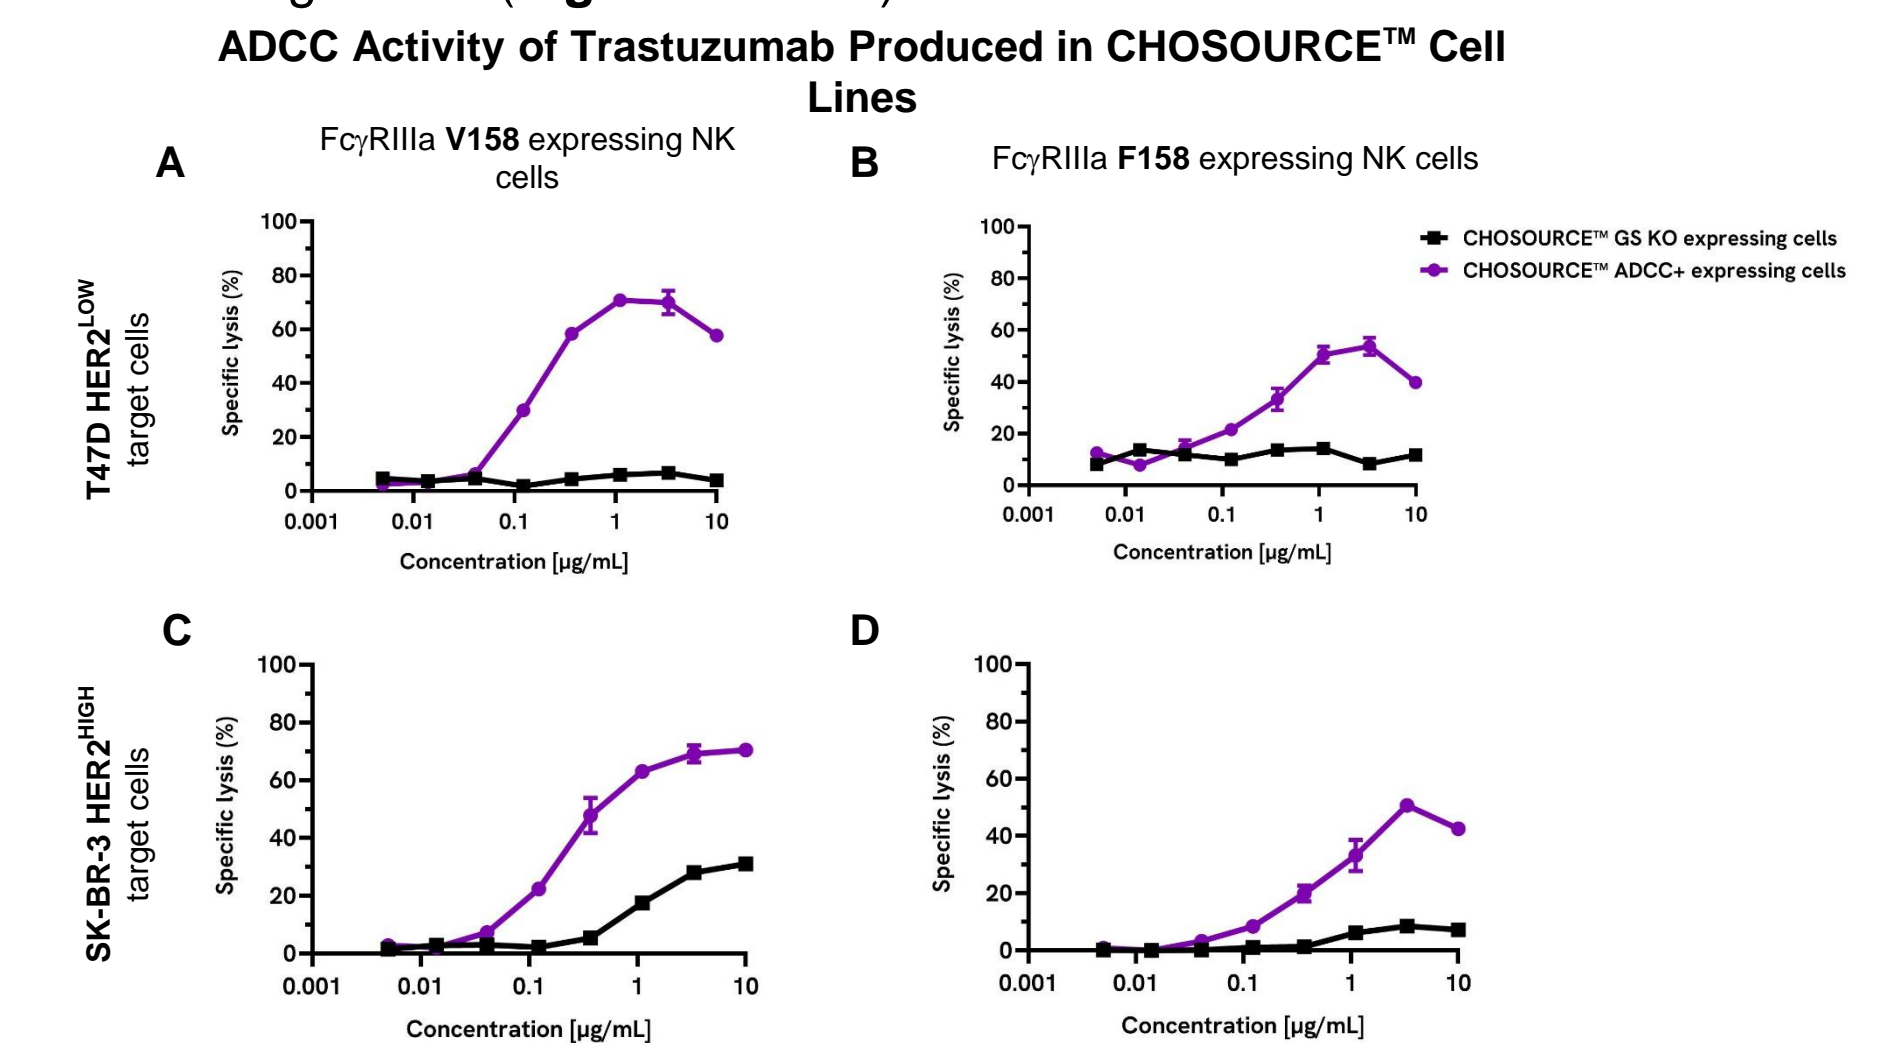 ADCC Activity of Trastuzumab Produced in CHOSOURCE™ Cell
Lines
A
FcγRIIIa V158 expressing NK
cells
B
FcγRIIIa F158 expressing NK cells
T47D HER2LOW
target cells
Specific lysis (%)
100
80
60
40
20
0
0.001
0.01
0.1
1
10
Concentration [µg/mL]
Specific lysis (%)
100
80
60
40
20
0
0.001
0.01
0.1
1
10
Concentration [µg/mL]
CHOSOURCE™ GS KO expressing cells
CHOSOURCE™ ADCC+ expressing cells
C
D
SK-BR-3 HER2HIGH
target cells
Specific lysis (%)
100
80
60
40
20
0
0.001
0.01
0.1
1
10
Concentration [µg/mL]
Specific lysis (%)
100
80
60
40
20
0
0.001
0.01
0.1
1
10
Concentration [µg/mL]